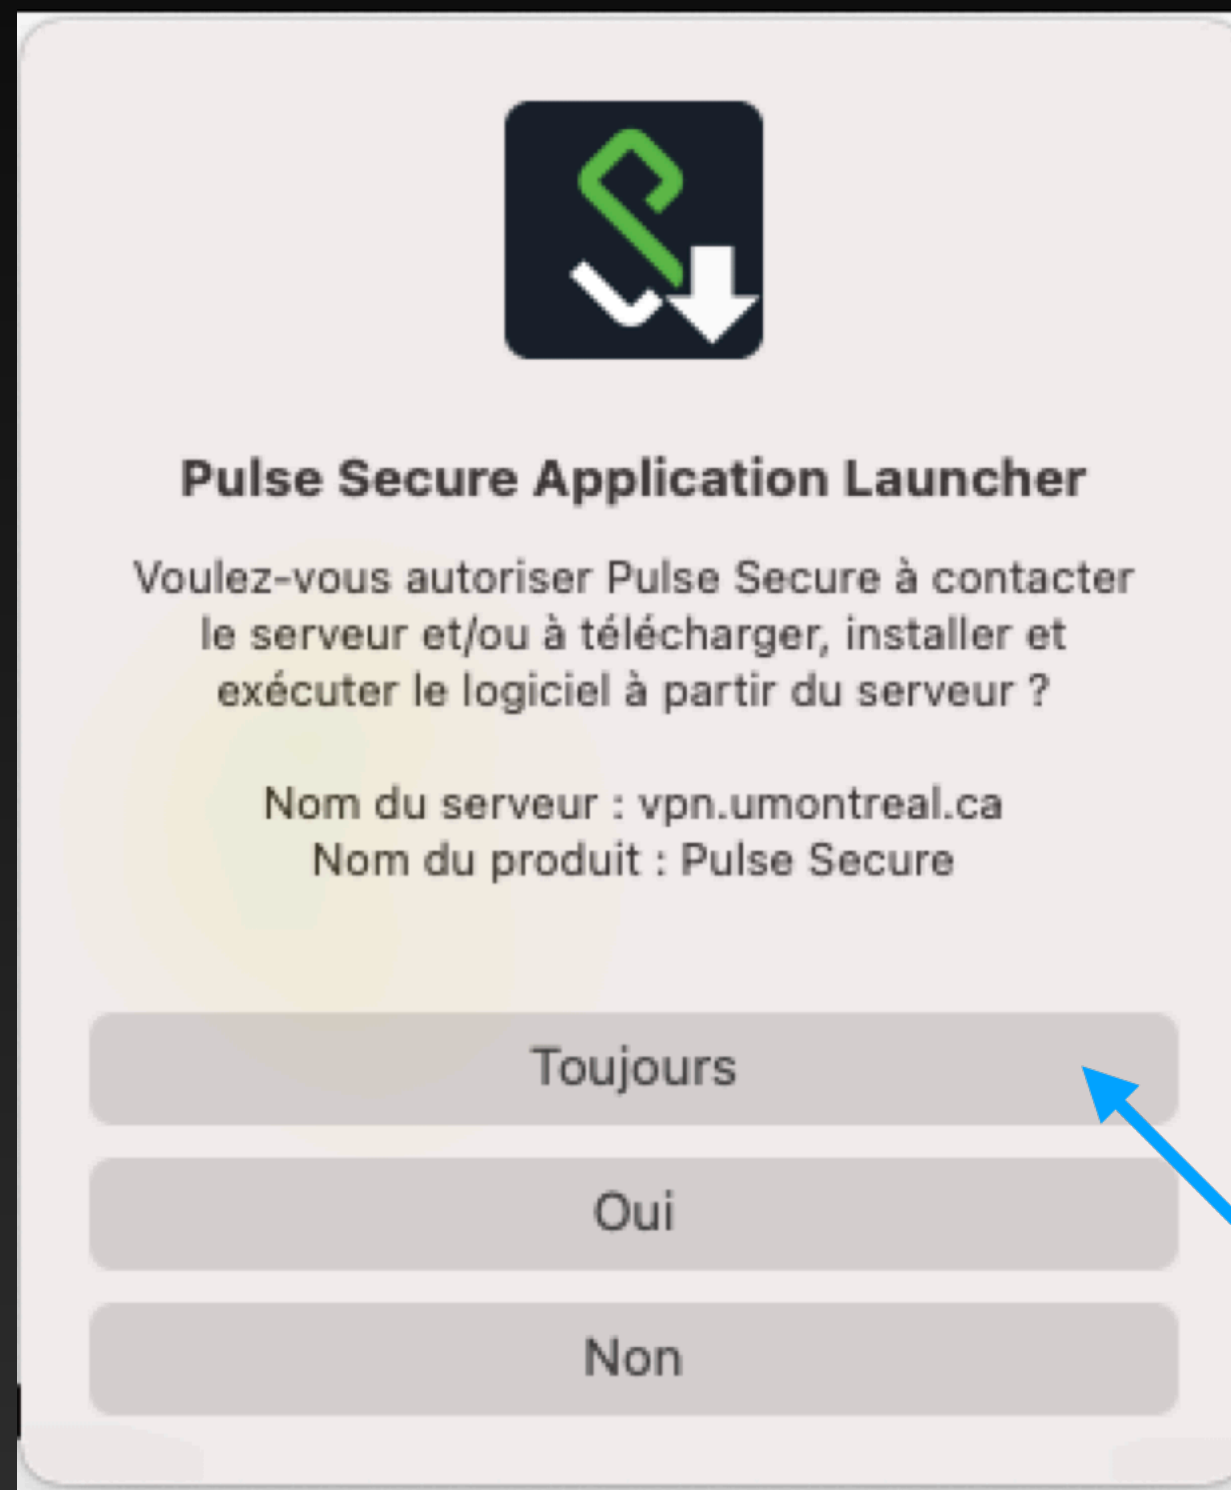 Pulse Secure Application Launcher
Voulez-vous autoriser Pulse Secure à contacter
le serveur et/ou à télécharger, installer et
exécuter le logiciel à partir du serveur ?
Nom du serveur : vpn.umontreal.ca
Nom du produit : Pulse Secure
Toujours
Oui
Non